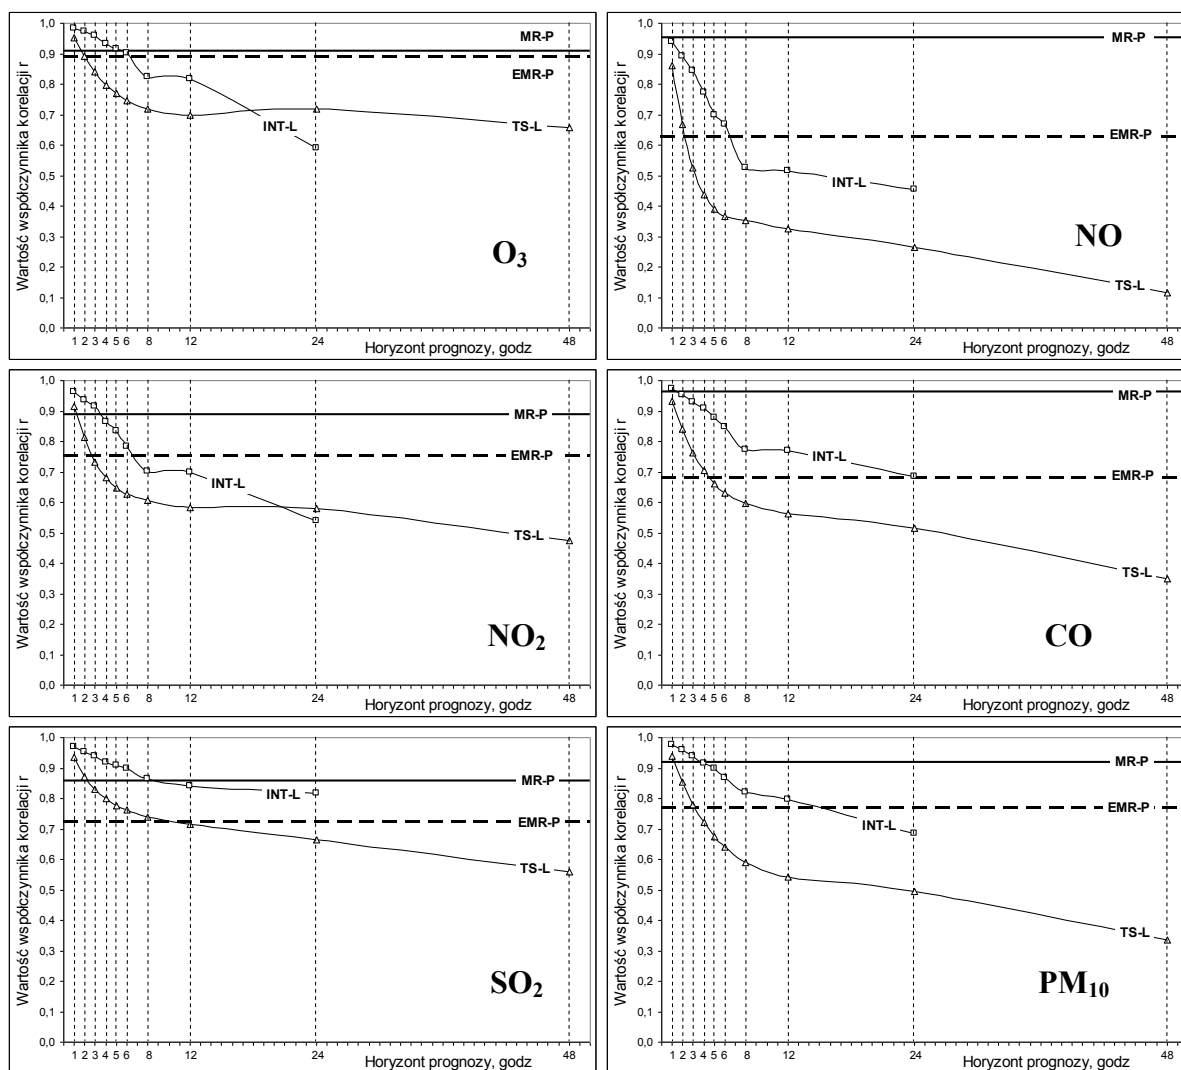 Wartość współczynnika korelacji r
1,0
0,9
0,8
0,7
0,6
0,5
0,4
0,3
0,2
0,1
0,0
MR-P
EMR-P
INT-L
TS-L
O3
1 2 3 4 5 6 8 12 24 48
Horyzont prognozy, godz
Wartość współczynnika korelacji r
1,0
0,9
0,8
0,7
0,6
0,5
0,4
0,3
0,2
0,1
0,0
MR-P
EMR-P
INT-L
NO
TS-L
1 2 3 4 5 6 8 12 24 48
Horyzont prognozy, godz
Wartość współczynnika korelacji r
1,0
0,9
0,8
0,7
0,6
0,5
0,4
0,3
0,2
0,1
0,0
MR-P
EMR-P
INT-L
TS-L
NO2
1 2 3 4 5 6 8 12 24 48
Horyzont prognozy, godz
Wartość współczynnika korelacji r
1,0
0,9
0,8
0,7
0,6
0,5
0,4
0,3
0,2
0,1
0,0
MR-P
INT-L
EMR-P
TS-L
CO
1 2 3 4 5 6 8 12 24 48
Horyzont prognozy, godz
Wartość współczynnika korelacji r
1,0
0,9
0,8
0,7
0,6
0,5
0,4
0,3
0,2
0,1
0,0
MR-P
INT-L
EMR-P
TS-L
SO2
1 2 3 4 5 6 8 12 24 48
Horyzont prognozy, godz
Wartość współczynnika korelacji r
1,0
0,9
0,8
0,7
0,6
0,5
0,4
0,3
0,2
0,1
0,0
MR-P
EMR-P
INT-L
TS-L
PM10
1 2 3 4 5 6 8 12 24 48
Horyzont prognozy, godz